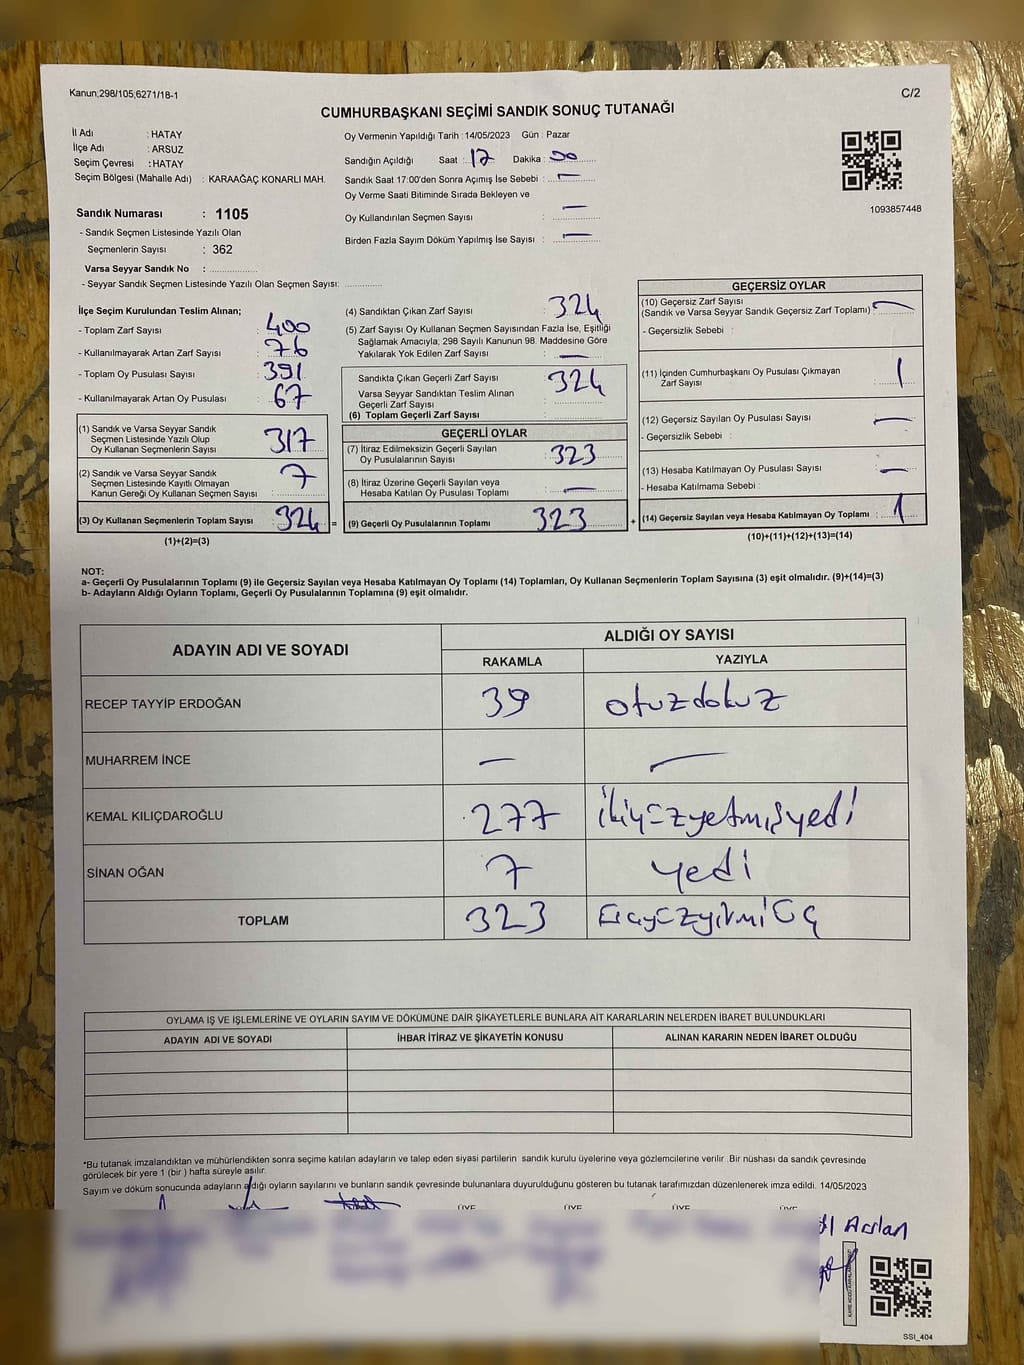 Kanun;298/105,6271/18-1
C/2
CUMHURBAŞKANI SEÇİMİ SANDIK SONUÇ TUTANAĞI
İl Adı : HATAY
İlçe Adı : ARSUZ
Seçim Çevresi : HATAY
Seçim Bölgesi (Mahalle Adı) : KARAAĞAÇ KONARLI MAH.
Sandık Numarası : 1105
- Sandık Seçmen Listesinde Yazılı Olan
Seçmenlerin Sayısı : 362
Varsa Seyyar Sandık No :
- Seyyar Sandık Seçmen Listesinde Yazılı Olan Seçmen Sayısı:
Oy Vermenin Yapıldığı Tarih : 14/05/2023 Gün : Pazar
Sandığın Açıldığı Saat : 17 Dakika : 00
Sandık Saat 17:00'den Sonra Açılmış İse Sebebi : —
Oy Verme Saati Bitiminde Sırada Bekleyen ve
Oy Kullandırılan Seçmen Sayısı : —
Birden Fazla Sayım Döküm Yapılmış İse Sayısı : —
1093857448
İlçe Seçim Kurulundan Teslim Alınan;
- Toplam Zarf Sayısı : 400
- Kullanılmayarak Artan Zarf Sayısı : 76
- Toplam Oy Pusulası Sayısı : 391
- Kullanılmayarak Artan Oy Pusulası : 67
(1) Sandık ve Varsa Seyyar Sandık
Seçmen Listesinde Yazılı Olup
Oy Kullanan Seçmenlerin Sayısı : 317
(2) Sandık ve Varsa Seyyar Sandık
Seçmen Listesinde Kayıtlı Olmayan
Kanun Gereği Oy Kullanan Seçmen Sayısı : 7
(3) Oy Kullanan Seçmenlerin Toplam Sayısı : 324 =
(1)+(2)=(3)
(4) Sandıktan Çıkan Zarf Sayısı : 324
(5) Zarf Sayısı Oy Kullanan Seçmen Sayısından Fazla İse, Eşitliği
Sağlamak Amacıyla; 298 Sayılı Kanunun 98. Maddesine Göre
Yakılarak Yok Edilen Zarf Sayısı : —
Sandıkta Çıkan Geçerli Zarf Sayısı : 324
Varsa Seyyar Sandıktan Teslim Alınan
Geçerli Zarf Sayısı :
(6) Toplam Geçerli Zarf Sayısı :
GEÇERLİ OYLAR
(7) İtiraz Edilmeksizin Geçerli Sayılan
Oy Pusulalarının Sayısı : 323
(8) İtiraz Üzerine Geçerli Sayılan veya
Hesaba Katılan Oy Pusulası Toplamı : —
(9) Geçerli Oy Pusulalarının Toplamı : 323 +
GEÇERSİZ OYLAR
(10) Geçersiz Zarf Sayısı
(Sandık ve Varsa Seyyar Sandık Geçersiz Zarf Toplamı) : —
- Geçersizlik Sebebi :
(11) İçinden Cumhurbaşkanı Oy Pusulası Çıkmayan
Zarf Sayısı : 1
(12) Geçersiz Sayılan Oy Pusulası Sayısı : —
- Geçersizlik Sebebi :
(13) Hesaba Katılmayan Oy Pusulası Sayısı : —
- Hesaba Katılmama Sebebi :
(14) Geçersiz Sayılan veya Hesaba Katılmayan Oy Toplamı : 1
(10)+(11)+(12)+(13)=(14)
NOT:
a- Geçerli Oy Pusulalarının Toplamı (9) ile Geçersiz Sayılan veya Hesaba Katılmayan Oy Toplamı (14) Toplamları, Oy Kullanan Seçmenlerin Toplam Sayısına (3) eşit olmalıdır. (9)+(14)=(3)
b- Adayların Aldığı Oyların Toplamı, Geçerli Oy Pusulalarının Toplamına (9) eşit olmalıdır.
ADAYIN ADI VE SOYADI
ALDIĞI OY SAYISI
RAKAMLA YAZIYLA
RECEP TAYYİP ERDOĞAN 39 otuzdokuz
MUHARREM İNCE — —
KEMAL KILIÇDAROĞLU 277 ikiyüzyetmişyedi
SİNAN OĞAN 7 yedi
TOPLAM 323 üçyüzyirmiüç
OYLAMA İŞ VE İŞLEMLERİNE VE OYLARIN SAYIM VE DÖKÜMÜNE DAİR ŞİKAYETLERLE BUNLARA AİT KARARLARIN NELERDEN İBARET BULUNDUKLARI
ADAYIN ADI VE SOYADI İHBAR İTİRAZ VE ŞİKAYETİN KONUSU ALINAN KARARIN NEDEN İBARET OLDUĞU
*Bu tutanak imzalandıktan ve mühürlendikten sonra seçime katılan adayların ve talep eden siyasi partilerin sandık kurulu üyelerine veya gözlemcilerine verilir. Bir nüshası da sandık çevresinde
görülecek bir yere 1 (bir ) hafta süreyle asılır.
Sayım ve döküm sonucunda adayların aldığı oyların sayılarını ve bunların sandık çevresinde bulunanlara duyurulduğunu gösteren bu tutanak tarafımızdan düzenlenerek imza edildi. 14/05/2023
ÜYE ÜYE ÜYE ÜYE
Arslan
SSI_404